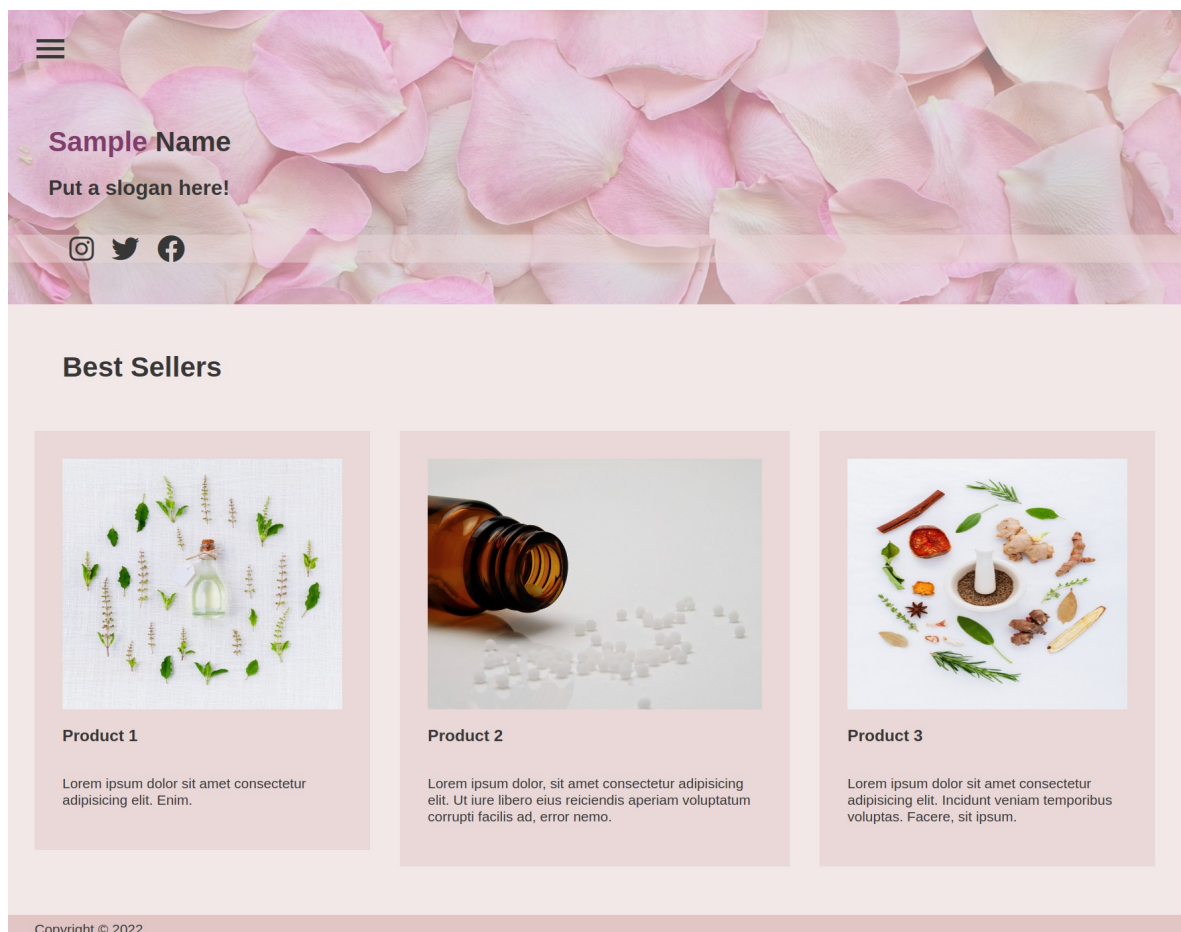 Sample Name
Put a slogan here!
Best Sellers
Product 1
Lorem ipsum dolor sit amet consectetur
adipisicing elit. Enim.
Product 2
Lorem ipsum dolor, sit amet consectetur adipisicing
elit. Ut iure libero eius reiciendis aperiam voluptatum
corrupti facilis ad, error nemo.
Product 3
Lorem ipsum dolor sit amet consectetur
adipisicing elit. Incidunt veniam temporibus
voluptas. Facere, sit ipsum.
Copyright © 2022